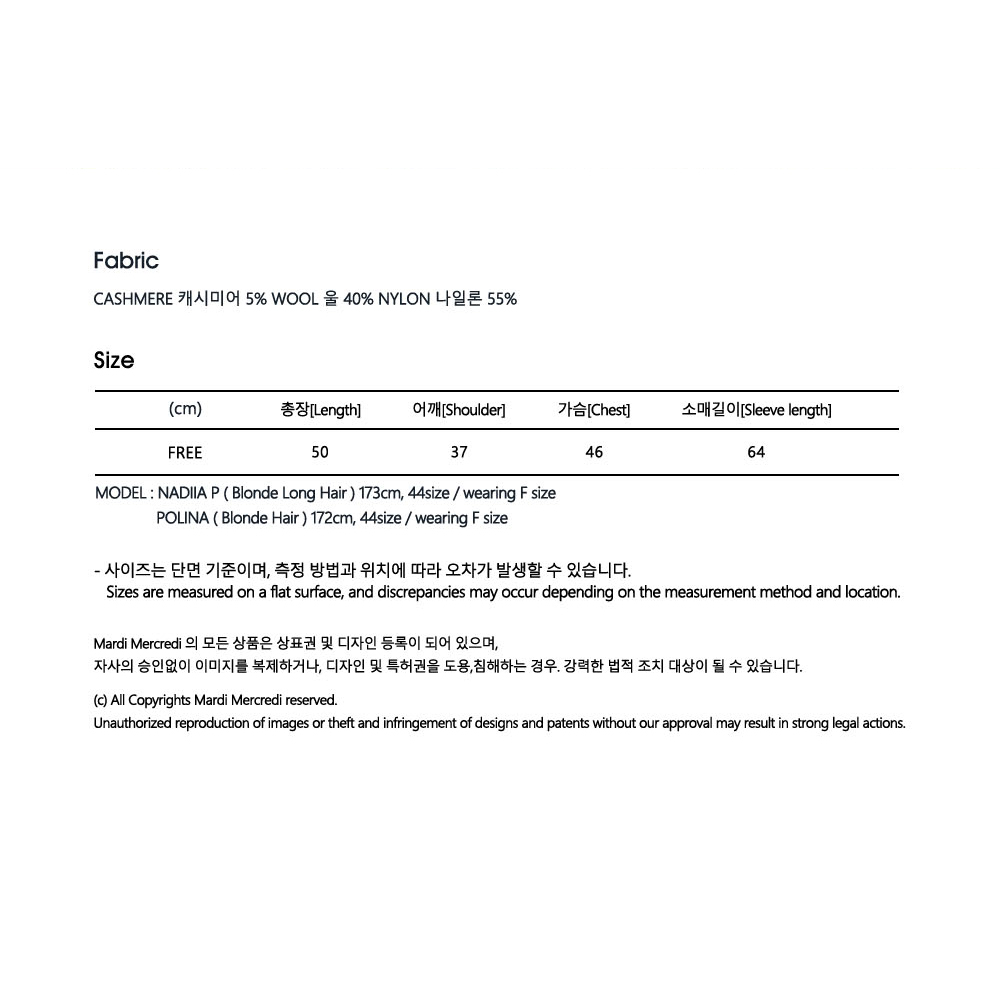 Fabric
CASHMERE 캐시미어 5% WOOL 울 40% NYLON 나일론 55%
Size
(cm) 총장[Length] 어깨[Shoulder] 가슴[Chest] 소매길이[Sleeve length]
FREE 50 37 46 64
MODEL : NADIIA P ( Blonde Long Hair ) 173cm, 44size / wearing F size
POLINA ( Blonde Hair ) 172cm, 44size / wearing F size
- 사이즈는 단면 기준이며, 측정 방법과 위치에 따라 오차가 발생할 수 있습니다.
Sizes are measured on a flat surface, and discrepancies may occur depending on the measurement method and location.
Mardi Mercredi 의 모든 상품은 상표권 및 디자인 등록이 되어 있으며,
자사의 승인없이 이미지를 복제하거나, 디자인 및 특허권을 도용,침해하는 경우. 강력한 법적 조치 대상이 될 수 있습니다.
(c) All Copyrights Mardi Mercredi reserved.
Unauthorized reproduction of images or theft and infringement of designs and patents without our approval may result in strong legal actions.